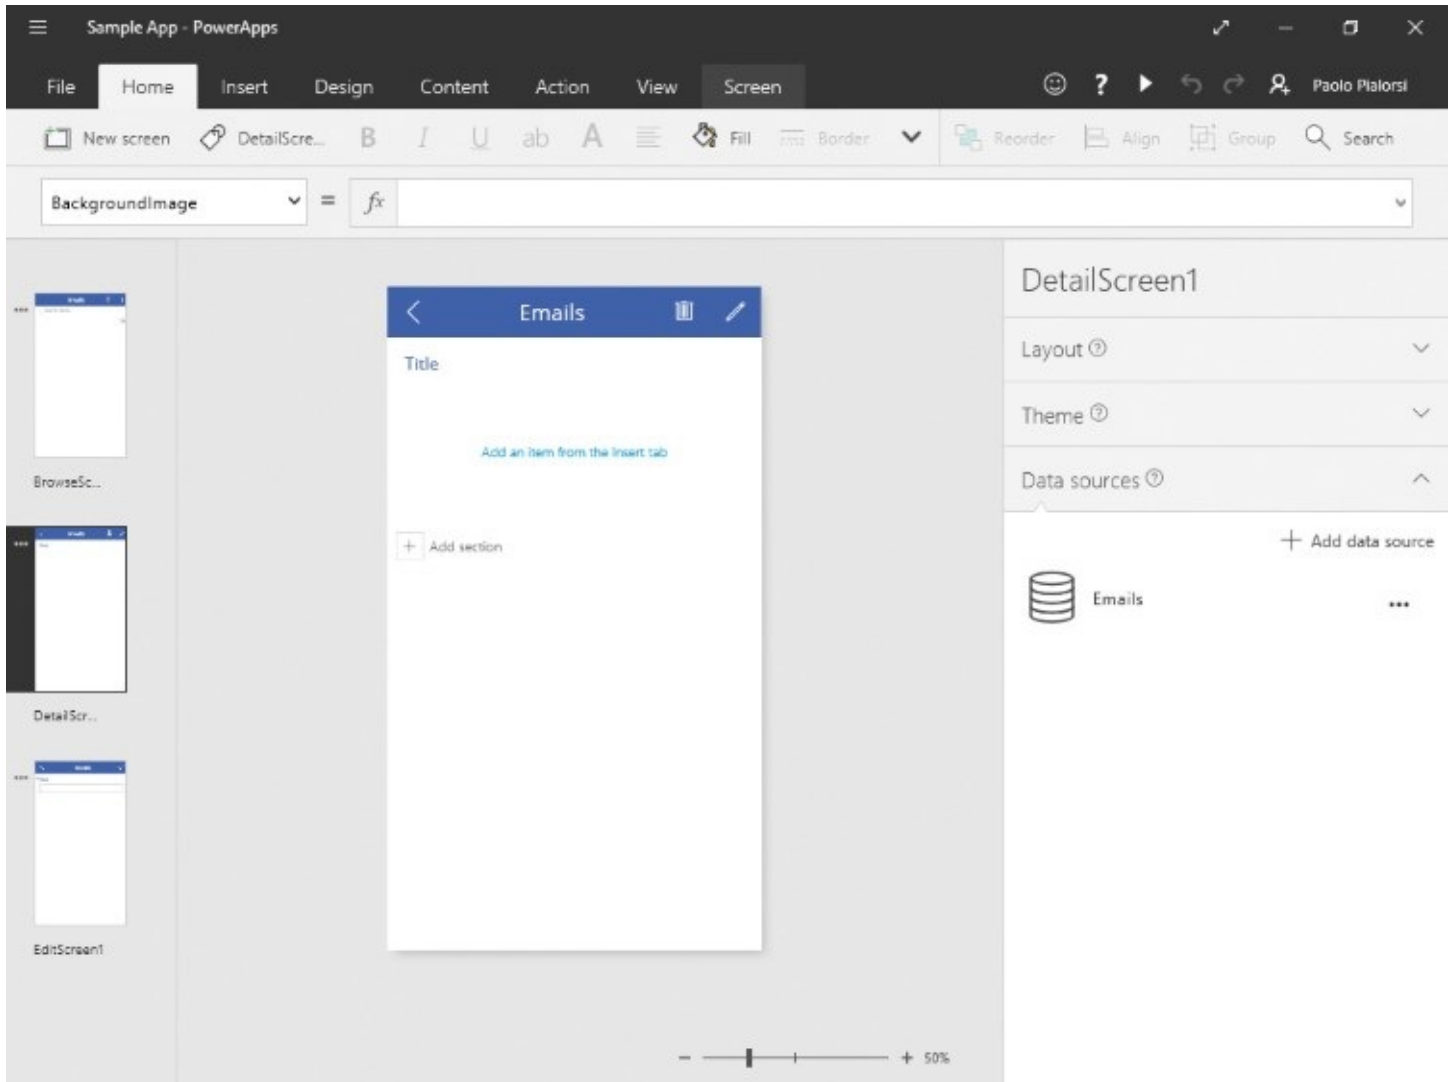 Sample App - PowerApps
File Home Insert Design Content Action View Screen ? Paolo Pialorsi
New screen DetailScre... B I U ab A Fill Border Reorder Align Group Search
BackgroundImage = fx
DetailScreen1
Emails
Layout ?
Title
Theme ?
Add an item from the Insert tab
Data sources ?
BrowseSc...
+ Add data source
+ Add section
Emails
DetailScr...
EditScreen1
- + 50%